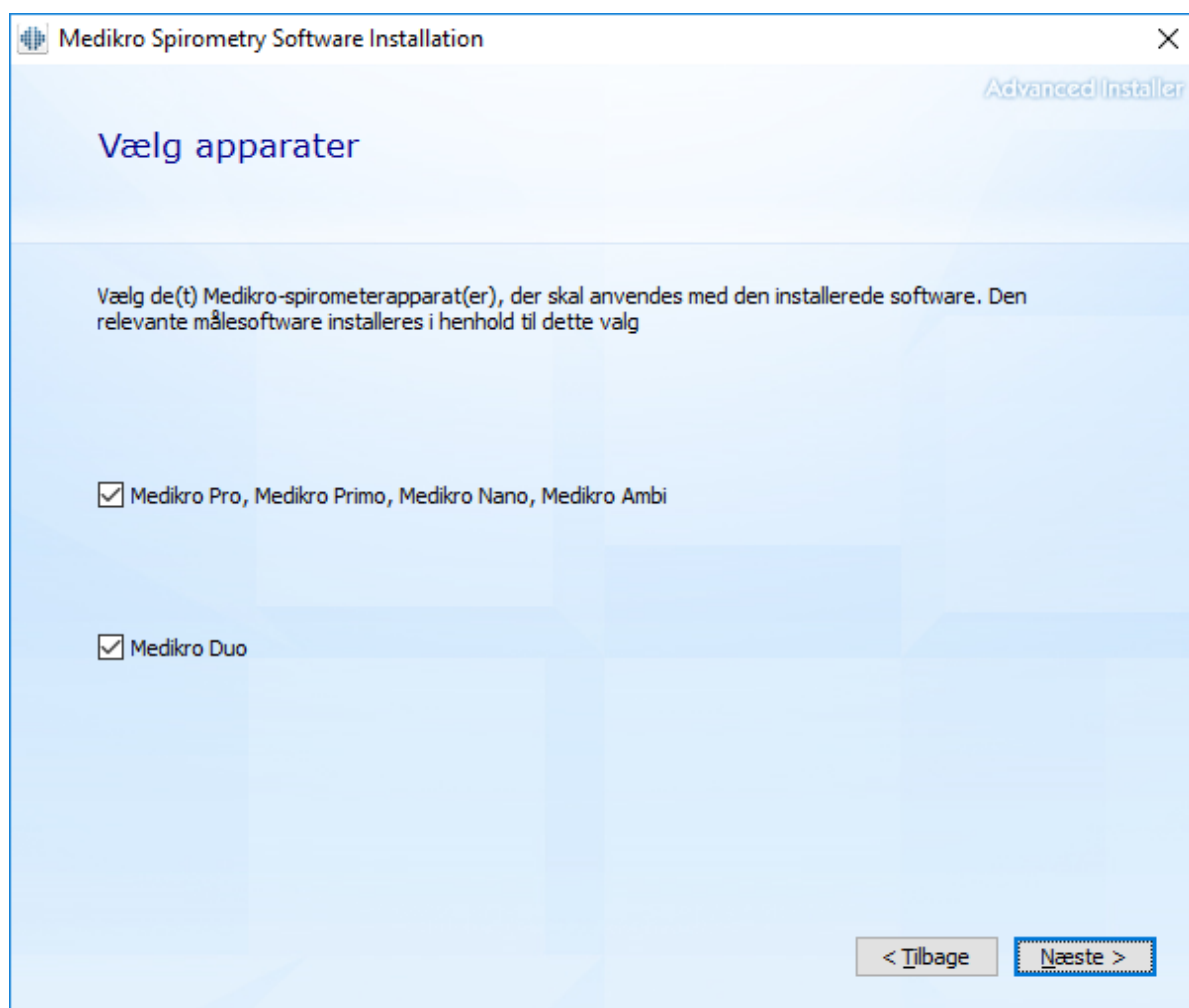 Medikro Spirometry Software Installation
Advanced Installer
Vælg apparater
Vælg de(t) Medikro-spirometerapparat(er), der skal anvendes med den installerede software. Den
relevante målesoftware installeres i henhold til dette valg
Medikro Pro, Medikro Primo, Medikro Nano, Medikro Ambi
Medikro Duo
< Tilbage
Næste >